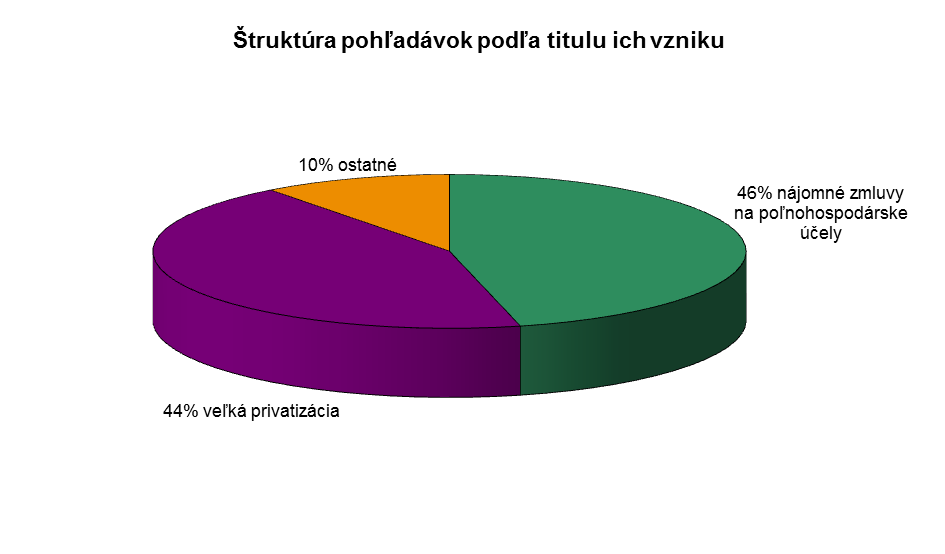 Štruktúra pohľadávok podľa titulu ich vzniku
10% ostatné
46% nájomné zmluvy
na poľnohospodárske
účely
44% veľká privatizácia